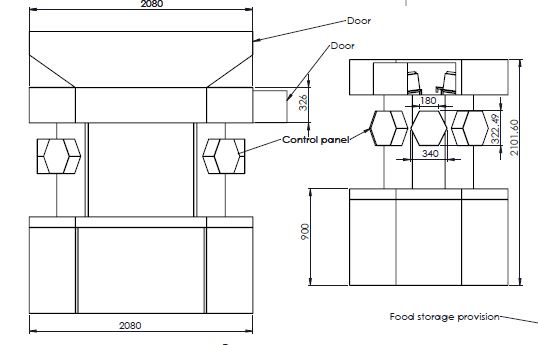 2080
Door
Door
326
180
Control panel
322.49
2101.60
340
900
Food storage provision
2080